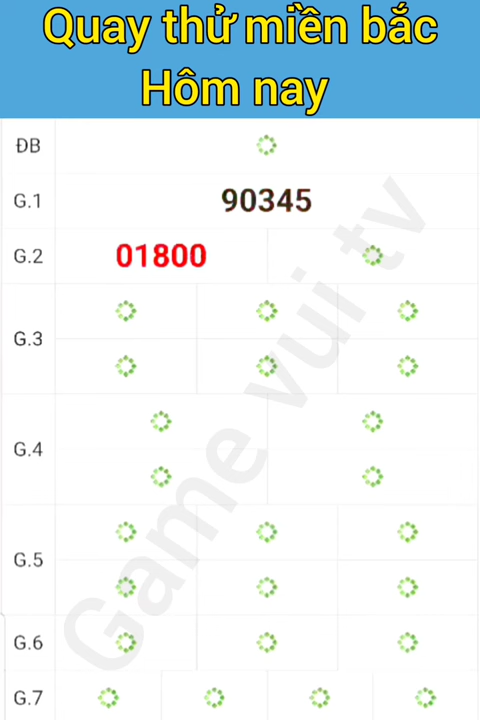 Quay thử miền bắc
Hôm nay
ĐB
G.1 90345
G.2 01800
G.3
G.4
G.5
G.6
G.7
Game vui tv